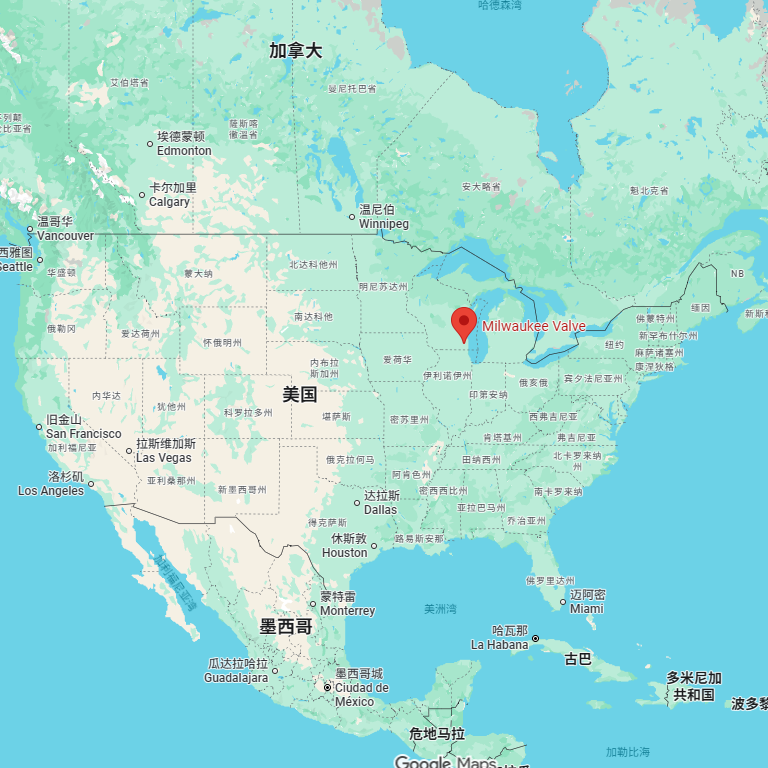 哈德森湾
加拿大
艾伯塔省
曼尼托巴省
薩斯喀
徹溫省
埃德蒙顿
Edmonton
安大略省
魁北克省
卡尔加里
Calgary
温尼伯
Winnipeg
温哥华
Vancouver
西雅图
Seattle
华盛顿
蒙大纳
北达科他州
明尼苏达州
NB
缅因
俄勒冈
爱达荷州
怀俄明州
南达科他
Milwaukee Valve
佛蒙特州
新罕布什尔州
纽约
麻萨诸塞州
康涅狄格
内布拉
斯加州
爱荷华
伊利诺伊州
印第安纳
俄亥俄
宾夕法尼亚州
美国
内华达
犹他州
科罗拉多州
堪萨斯
密苏里州
西弗吉尼亚
肯塔基州
弗吉尼亚
旧金山
San Francisco
加利福尼亚
拉斯维加斯
Las Vegas
洛杉矶
Los Angeles
亚利桑那州
新墨西哥州
俄克拉何马
阿肯色州
田纳西州
北卡罗来纳
州
南卡罗来纳
密西西比州
亚拉巴马州
乔治亚州
达拉斯
Dallas
得克萨斯
休斯敦
Houston
路易斯安那
加利福尼亚湾
佛罗里达州
迈阿密
Miami
蒙特雷
Monterrey
美洲湾
墨西哥
哈瓦那
La Habana
古巴
瓜达拉哈拉
Guadalajara
墨西哥城
Ciudad de
México
多米尼加
共和国
波多黎
危地马拉
加勒比海
Google Maps